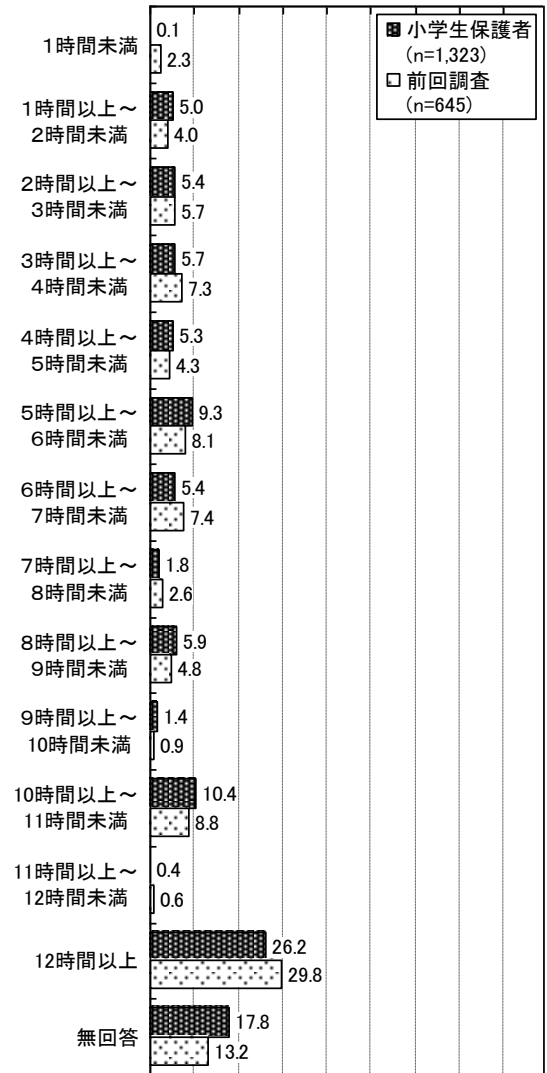 小学生保護者
(n=1,323)
前回調査
(n=645)
1時間未満
0.1
2.3
1時間以上～
2時間未満
5.0
4.0
2時間以上～
3時間未満
5.4
5.7
3時間以上～
4時間未満
5.7
7.3
4時間以上～
5時間未満
5.3
4.3
5時間以上～
6時間未満
9.3
8.1
6時間以上～
7時間未満
5.4
7.4
7時間以上～
8時間未満
1.8
2.6
8時間以上～
9時間未満
5.9
4.8
9時間以上～
10時間未満
1.4
0.9
10時間以上～
11時間未満
10.4
8.8
11時間以上～
12時間未満
0.4
0.6
12時間以上
26.2
29.8
無回答
17.8
13.2